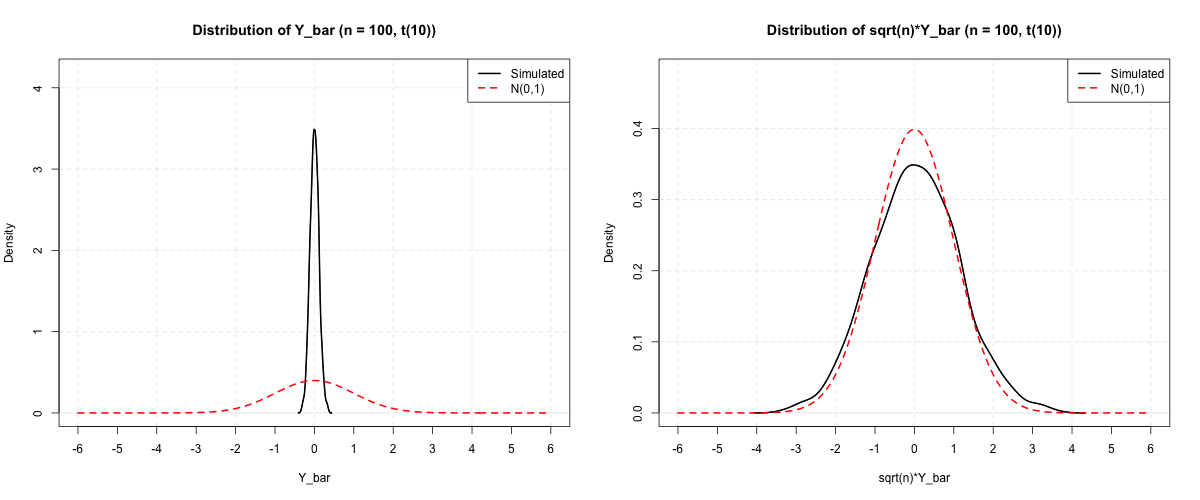 Distribution of Y_bar (n = 100, t(10))
Simulated
N(0,1)
Density
4
3
2
1
0
-6 -5 -4 -3 -2 -1 0 1 2 3 4 5 6
Y_bar
Distribution of sqrt(n)*Y_bar (n = 100, t(10))
Simulated
N(0,1)
Density
0.4
0.3
0.2
0.1
0.0
-6 -5 -4 -3 -2 -1 0 1 2 3 4 5 6
sqrt(n)*Y_bar